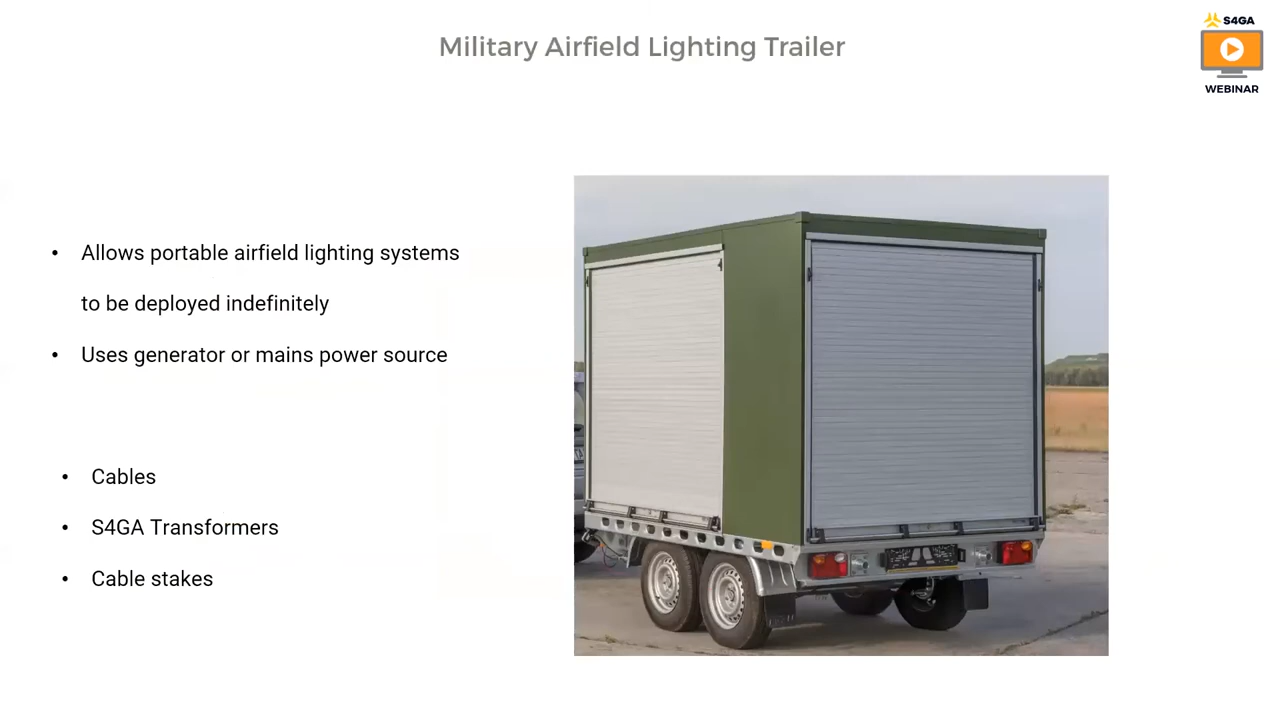 Military Airfield Lighting Trailer
S4GA
WEBINAR
• Allows portable airfield lighting systems
to be deployed indefinitely
• Uses generator or mains power source
• Cables
• S4GA Transformers
• Cable stakes